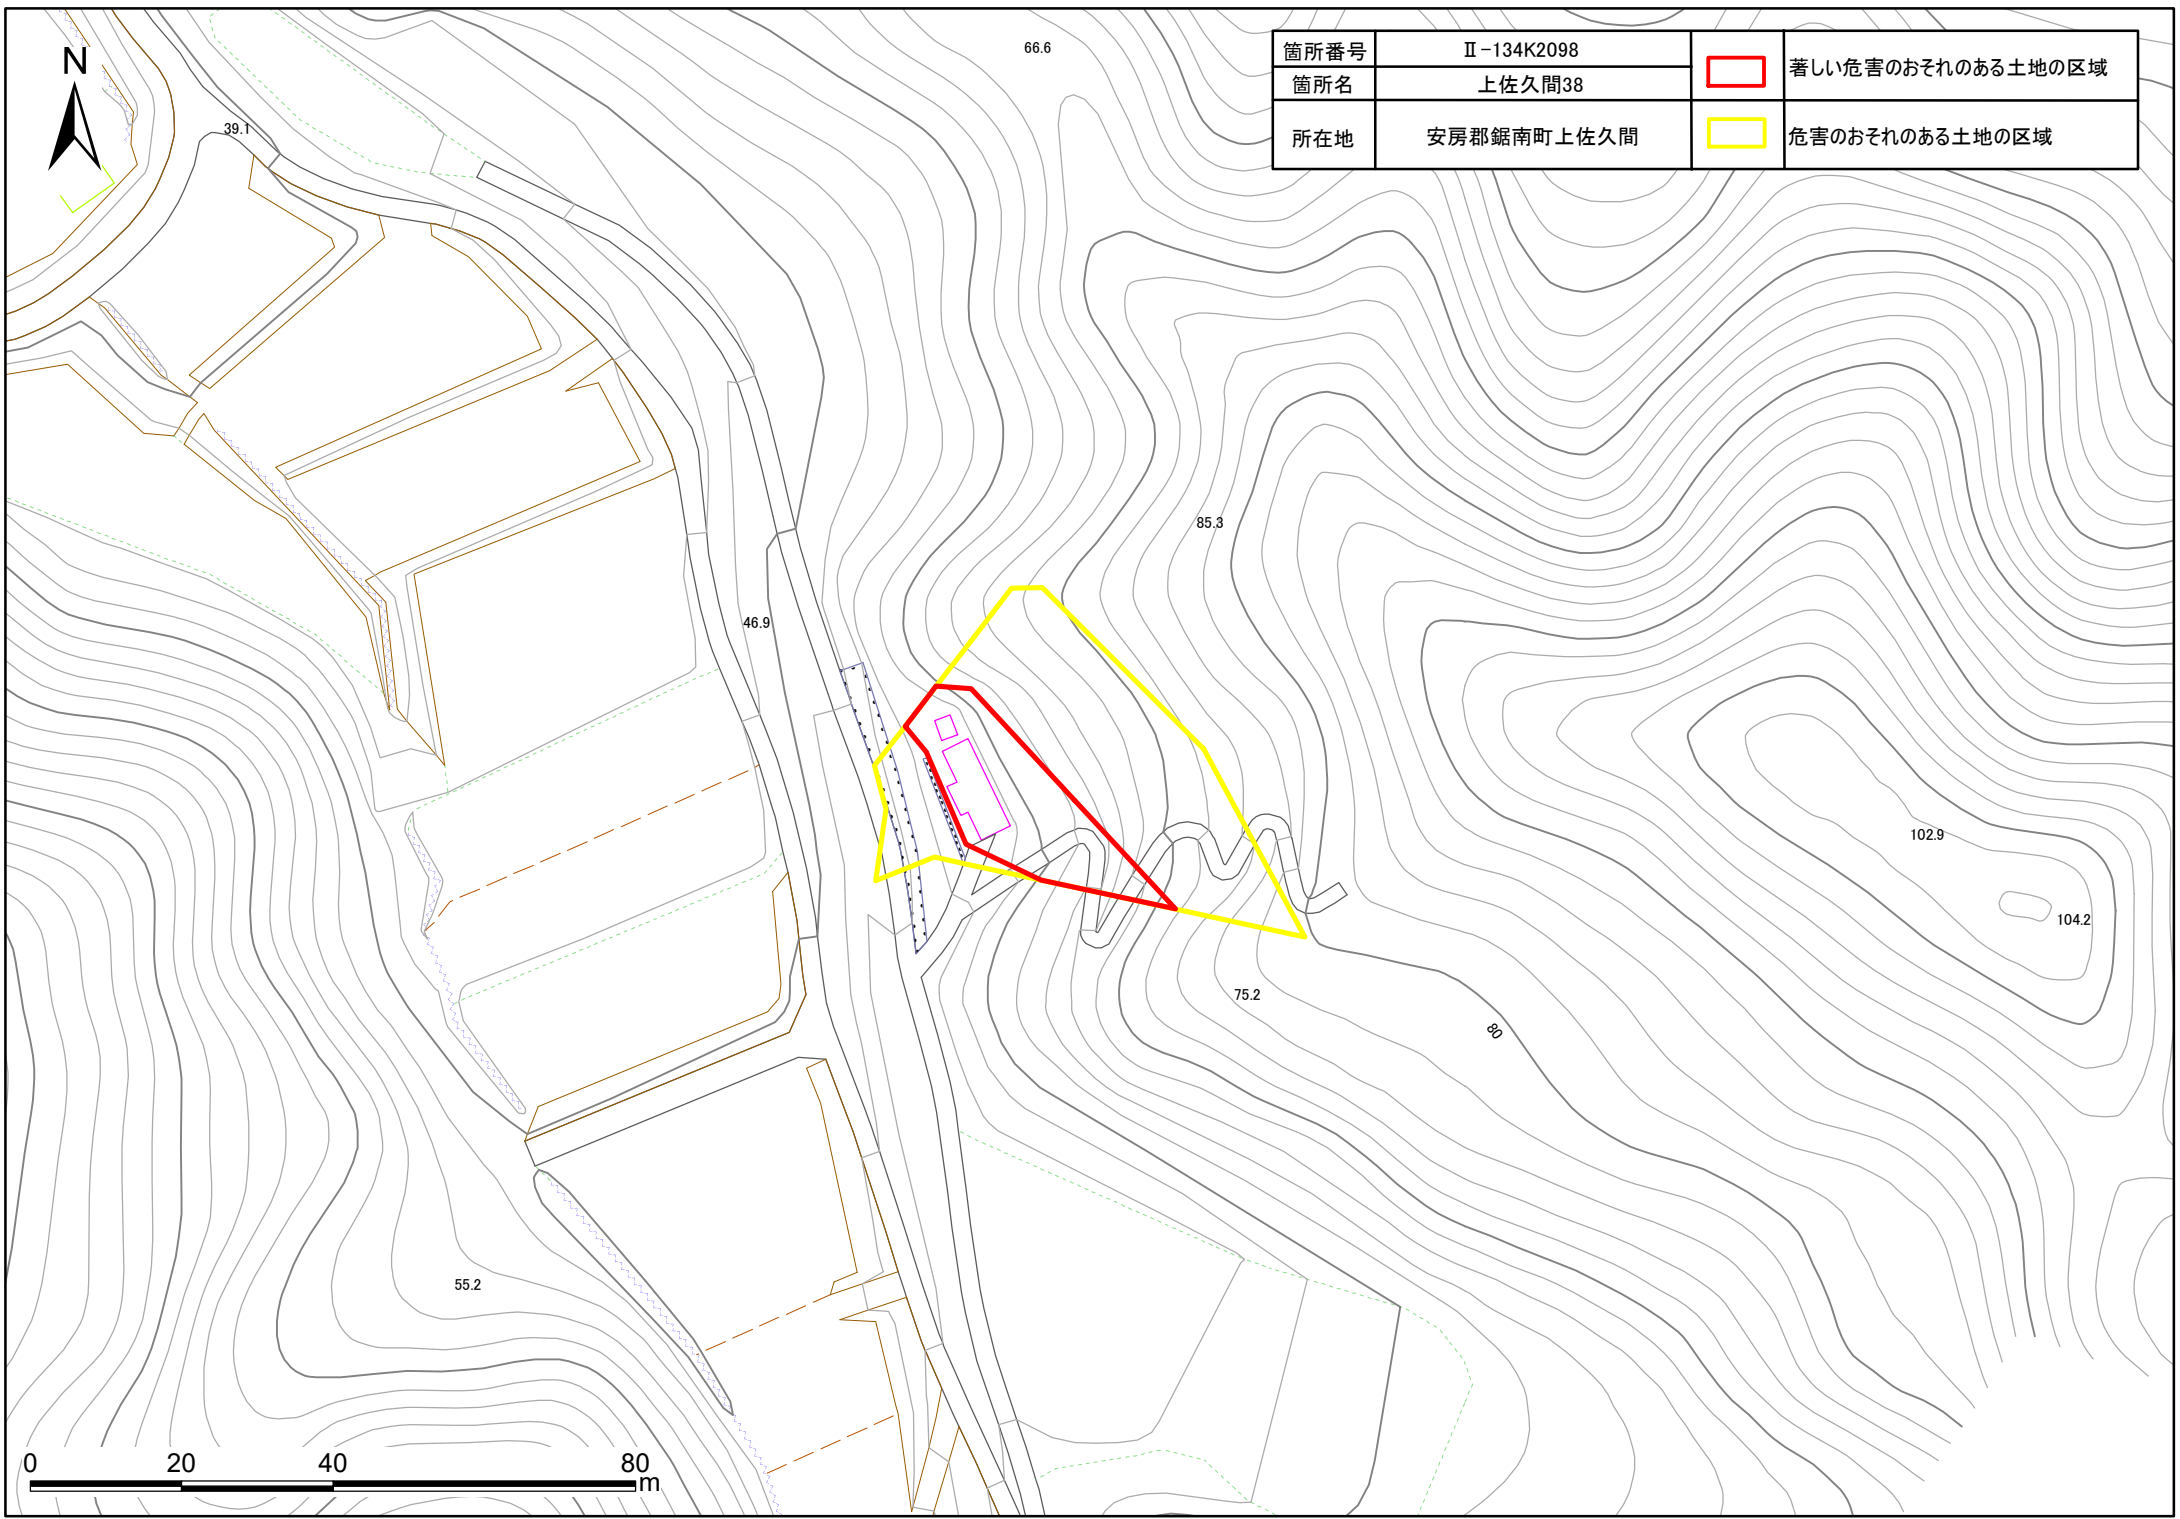 N
箇所番号 Ⅱ-134K2098
箇所名 上佐久間38
所在地 安房郡鋸南町上佐久間
著しい危害のおそれのある土地の区域
危害のおそれのある土地の区域
66.6
39.1
85.3
46.9
102.9
104.2
75.2
80
55.2
0 20 40 80
m